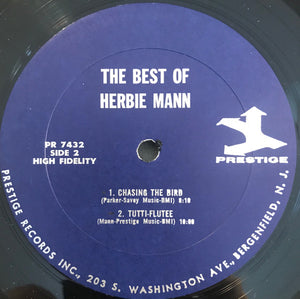 THE BEST OF
HERBIE MANN
PR 7432
SIDE 2
HIGH FIDELITY
PRESTIGE
1. CHASING THE BIRD
(Parker-Savoy Music-BMI) 8:10
2. TUTTI-FLUTEE
(Mann-Prestige Music-BMI) 10:00
PRESTIGE RECORDS INC., 203 S. WASHINGTON AVE., BERGENFIELD, N. J.